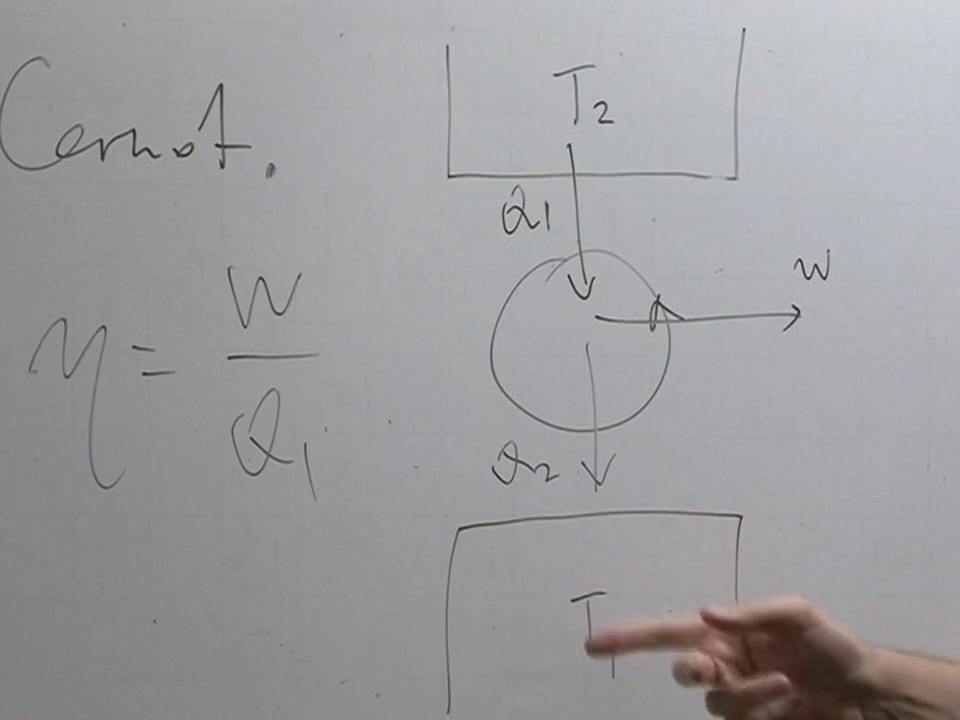 Carnot.
T₂
Q₁
W
η = W / Q₁
Q₂
T₁